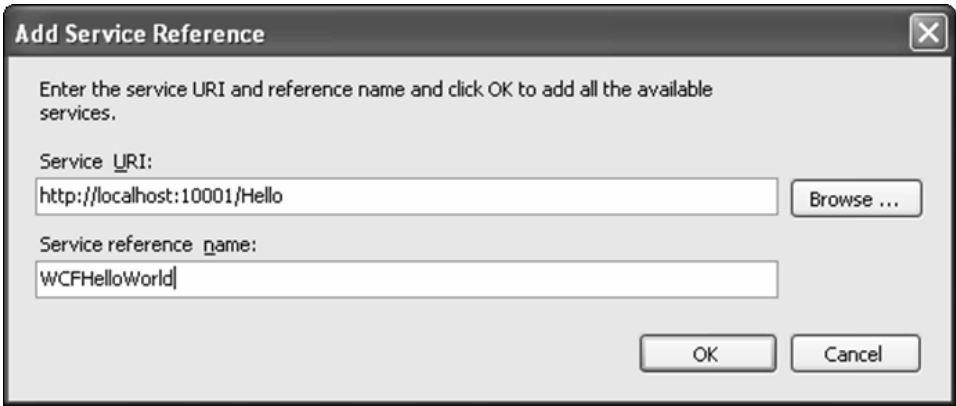 Add Service Reference
Enter the service URI and reference name and click OK to add all the available
services.
Service URI:
http://localhost:10001/Hello
Browse ...
Service reference name:
WCFHelloWorld
OK
Cancel